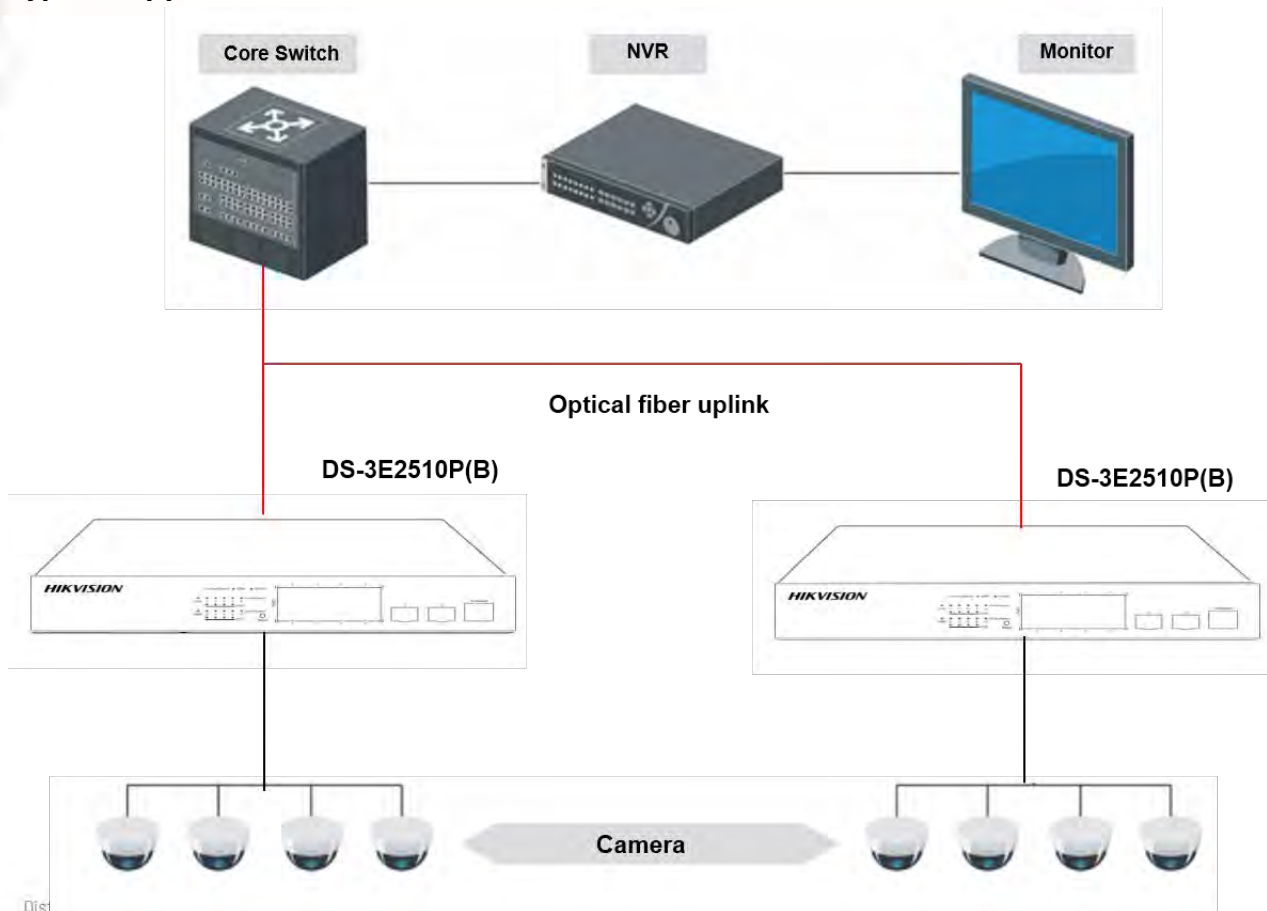 Core Switch
NVR
Monitor
Optical fiber uplink
DS-3E2510P(B)
DS-3E2510P(B)
HIKVISION
HIKVISION
Camera